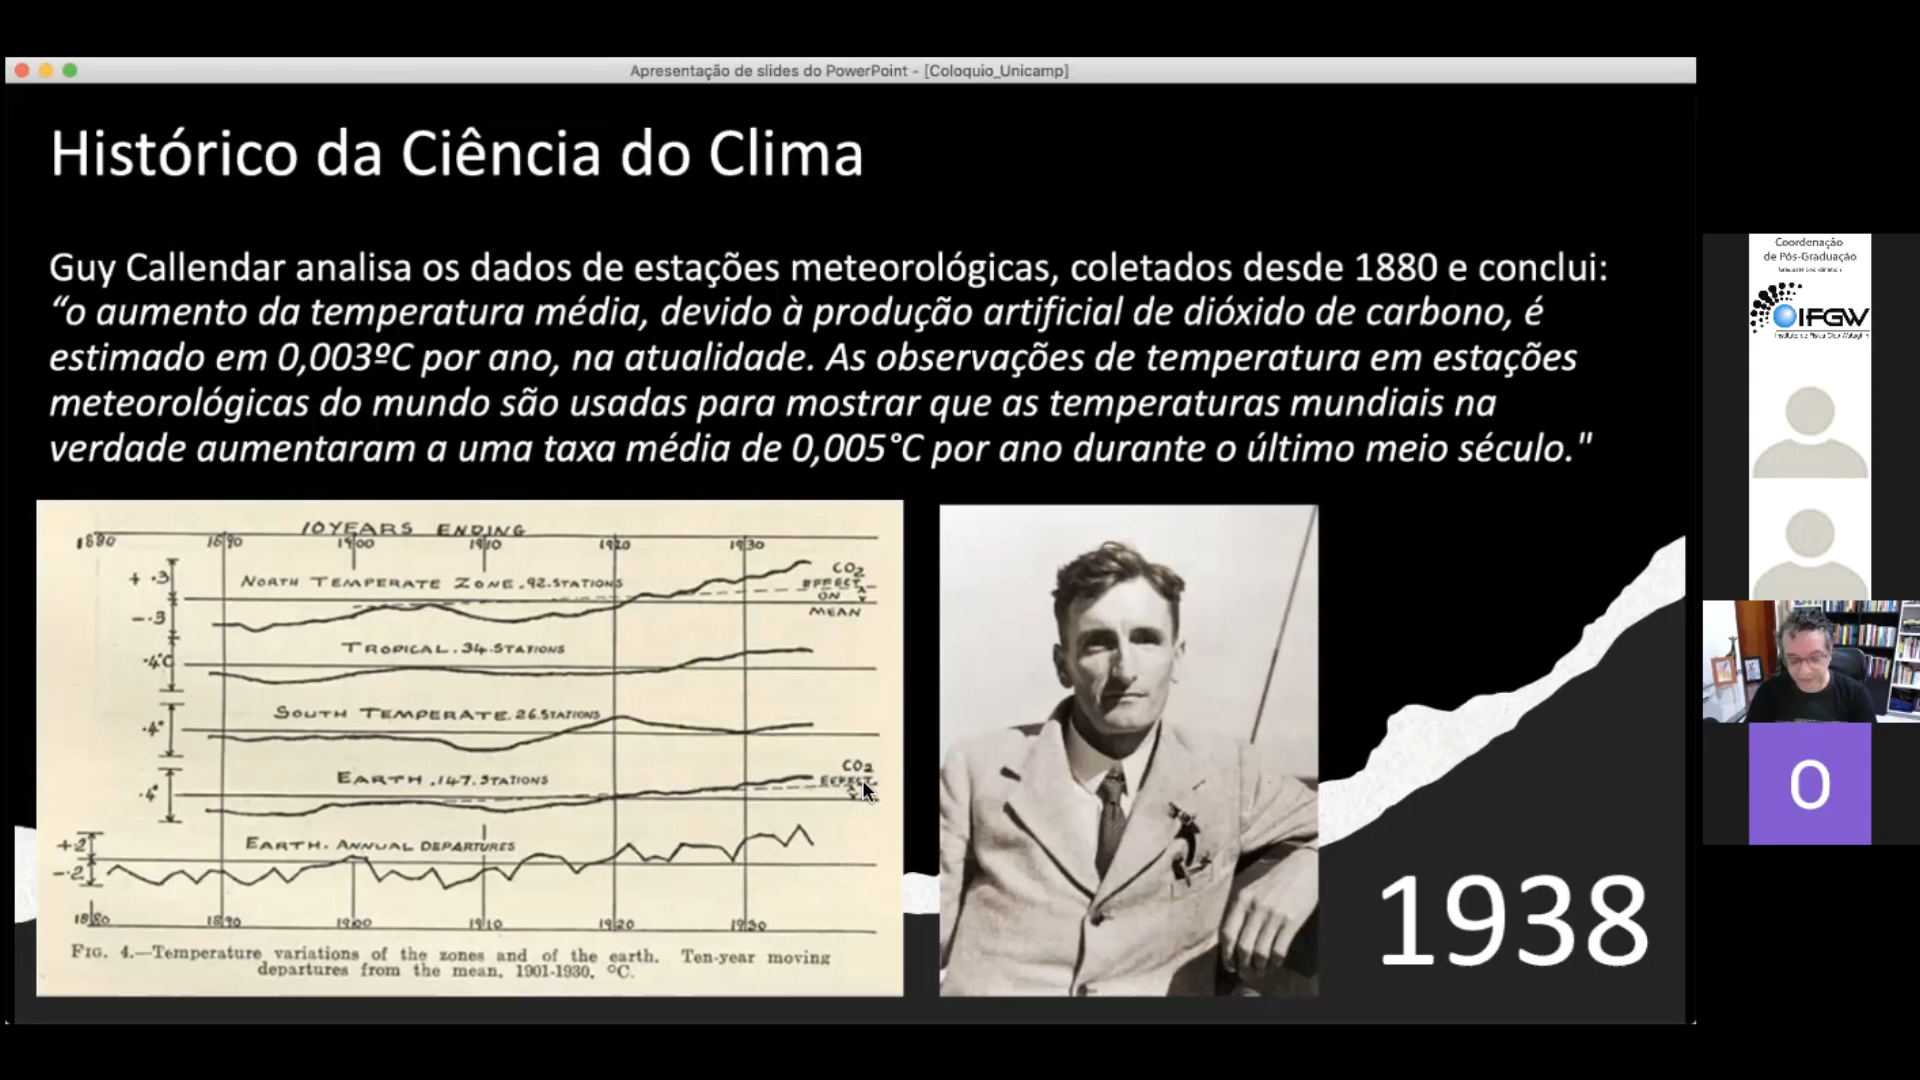 Apresentação de slides do PowerPoint - [Coloquio_Unicamp]
Histórico da Ciência do Clima
Guy Callendar analisa os dados de estações meteorológicas, coletados desde 1880 e conclui:
“o aumento da temperatura média, devido à produção artificial de dióxido de carbono, é
estimado em 0,003ºC por ano, na atualidade. As observações de temperatura em estações
meteorológicas do mundo são usadas para mostrar que as temperaturas mundiais na
verdade aumentaram a uma taxa média de 0,005°C por ano durante o último meio século."
10 YEARS ENDING
1880 1890 1900 1910 1920 1930
+ .3
NORTH TEMPERATE ZONE. 92. STATIONS
CO2
EFFECT
ON
MEAN
-.3
TROPICAL. 34. STATIONS
.4°C
SOUTH TEMPERATE. 26. STATIONS
.4°
EARTH. 147. STATIONS
CO2
EFFECT
.4°
EARTH. ANNUAL DEPARTURES
+.2
-.2
1880 1890 1900 1910 1920 1930
FIG. 4.—Temperature variations of the zones and of the earth. Ten-year moving
departures from the mean, 1901-1930, °C.
1938
Coordenação
de Pós-Graduação
IFGW
O